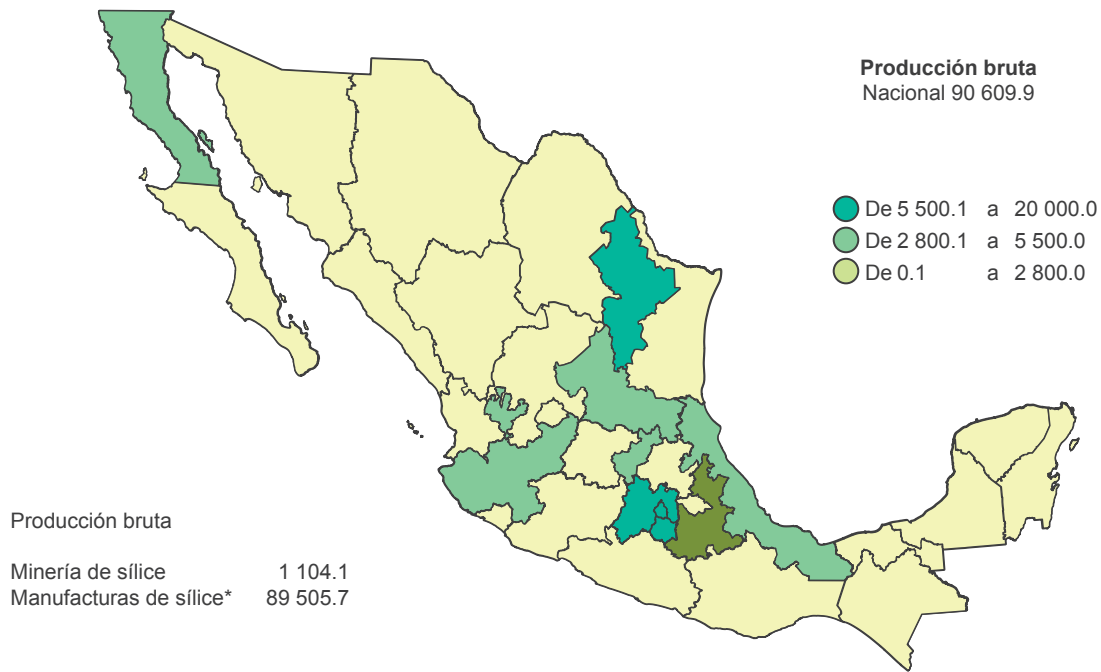 Producción bruta
Nacional 90 609.9
De 5 500.1 a 20 000.0
De 2 800.1 a 5 500.0
De 0.1 a 2 800.0
Producción bruta
Minería de sílice 1 104.1
Manufacturas de sílice* 89 505.7